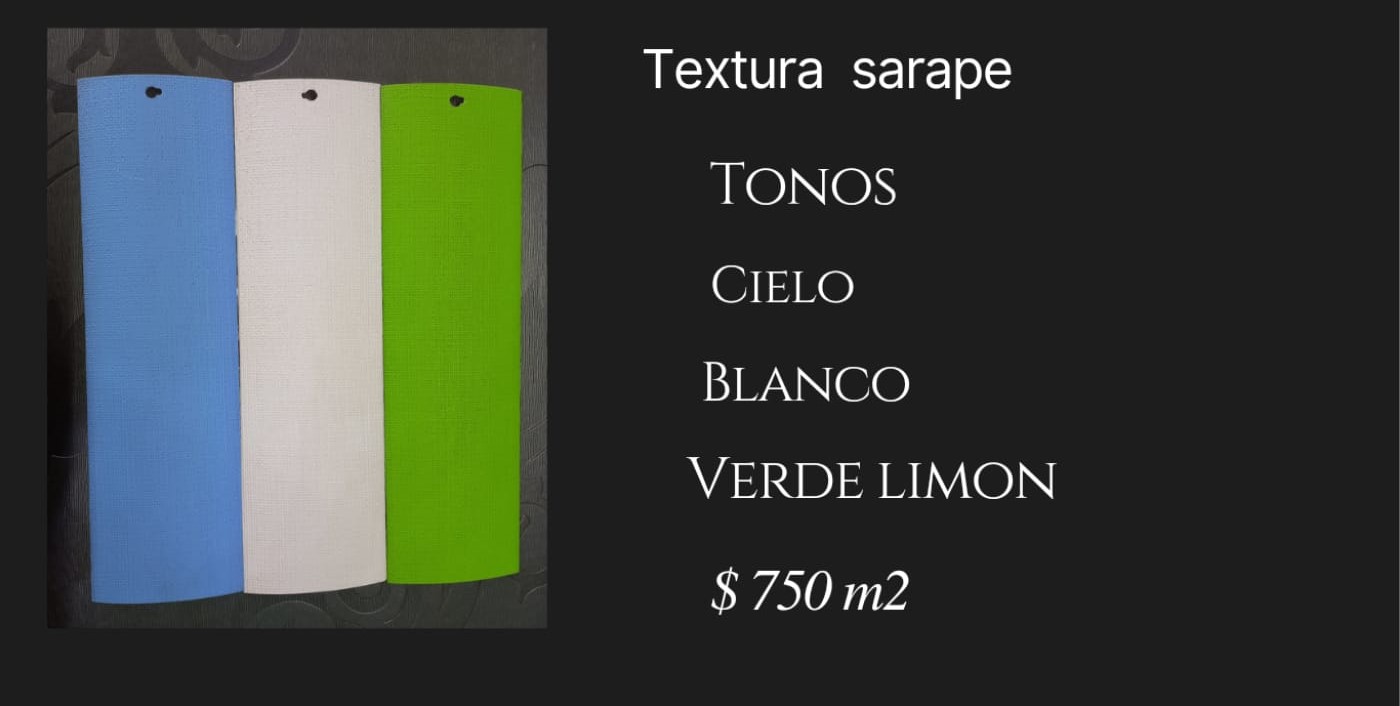 Textura sarape
Tonos
Cielo
Blanco
Verde limon
$ 750 m2